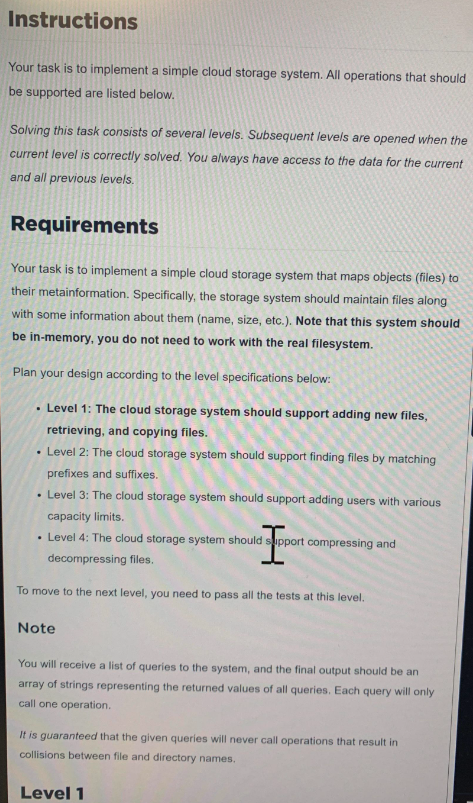 Instructions
Your task is to implement a simple cloud storage system. All operations that should
be supported are listed below.
Solving this task consists of several levels. Subsequent levels are opened when the
current level is correctly solved. You always have access to the data for the current
and all previous levels.
Requirements
Your task is to implement a simple cloud storage system that maps objects (files) to
their metainformation. Specifically, the storage system should maintain files along
with some information about them (name, size, etc.). Note that this system should
be in-memory, you do not need to work with the real filesystem.
Plan your design according to the level specifications below:
• Level 1: The cloud storage system should support adding new files,
retrieving, and copying files.
• Level 2: The cloud storage system should support finding files by matching
prefixes and suffixes.
• Level 3: The cloud storage system should support adding users with various
capacity limits.
• Level 4: The cloud storage system should support compressing and
decompressing files.
To move to the next level, you need to pass all the tests at this level.
Note
You will receive a list of queries to the system, and the final output should be an
array of strings representing the returned values of all queries. Each query will only
call one operation.
It is guaranteed that the given queries will never call operations that result in
collisions between file and directory names.
Level 1